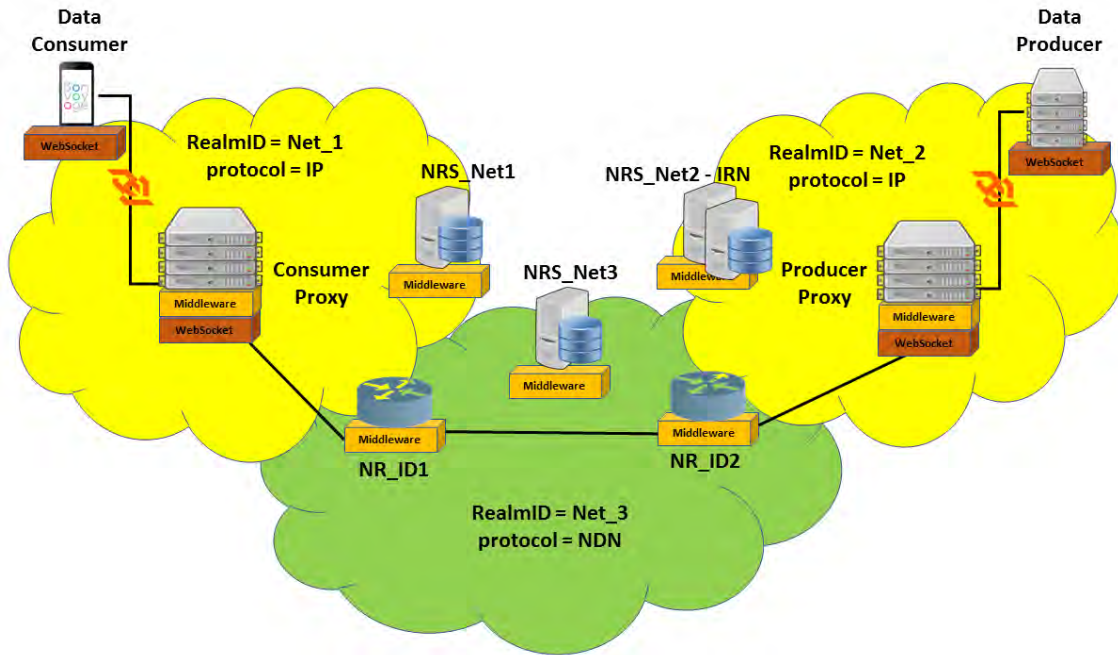 Data
Consumer
WebSocket
RealmID = Net_1
protocol = IP
NRS_Net1
Middleware
Consumer
Proxy
Middleware
WebSocket
Data
Producer
WebSocket
RealmID = Net_2
protocol = IP
NRS_Net2 - IRN
Middleware
Producer
Proxy
Middleware
WebSocket
NRS_Net3
Middleware
Middleware
NR_ID1
Middleware
NR_ID2
RealmID = Net_3
protocol = NDN